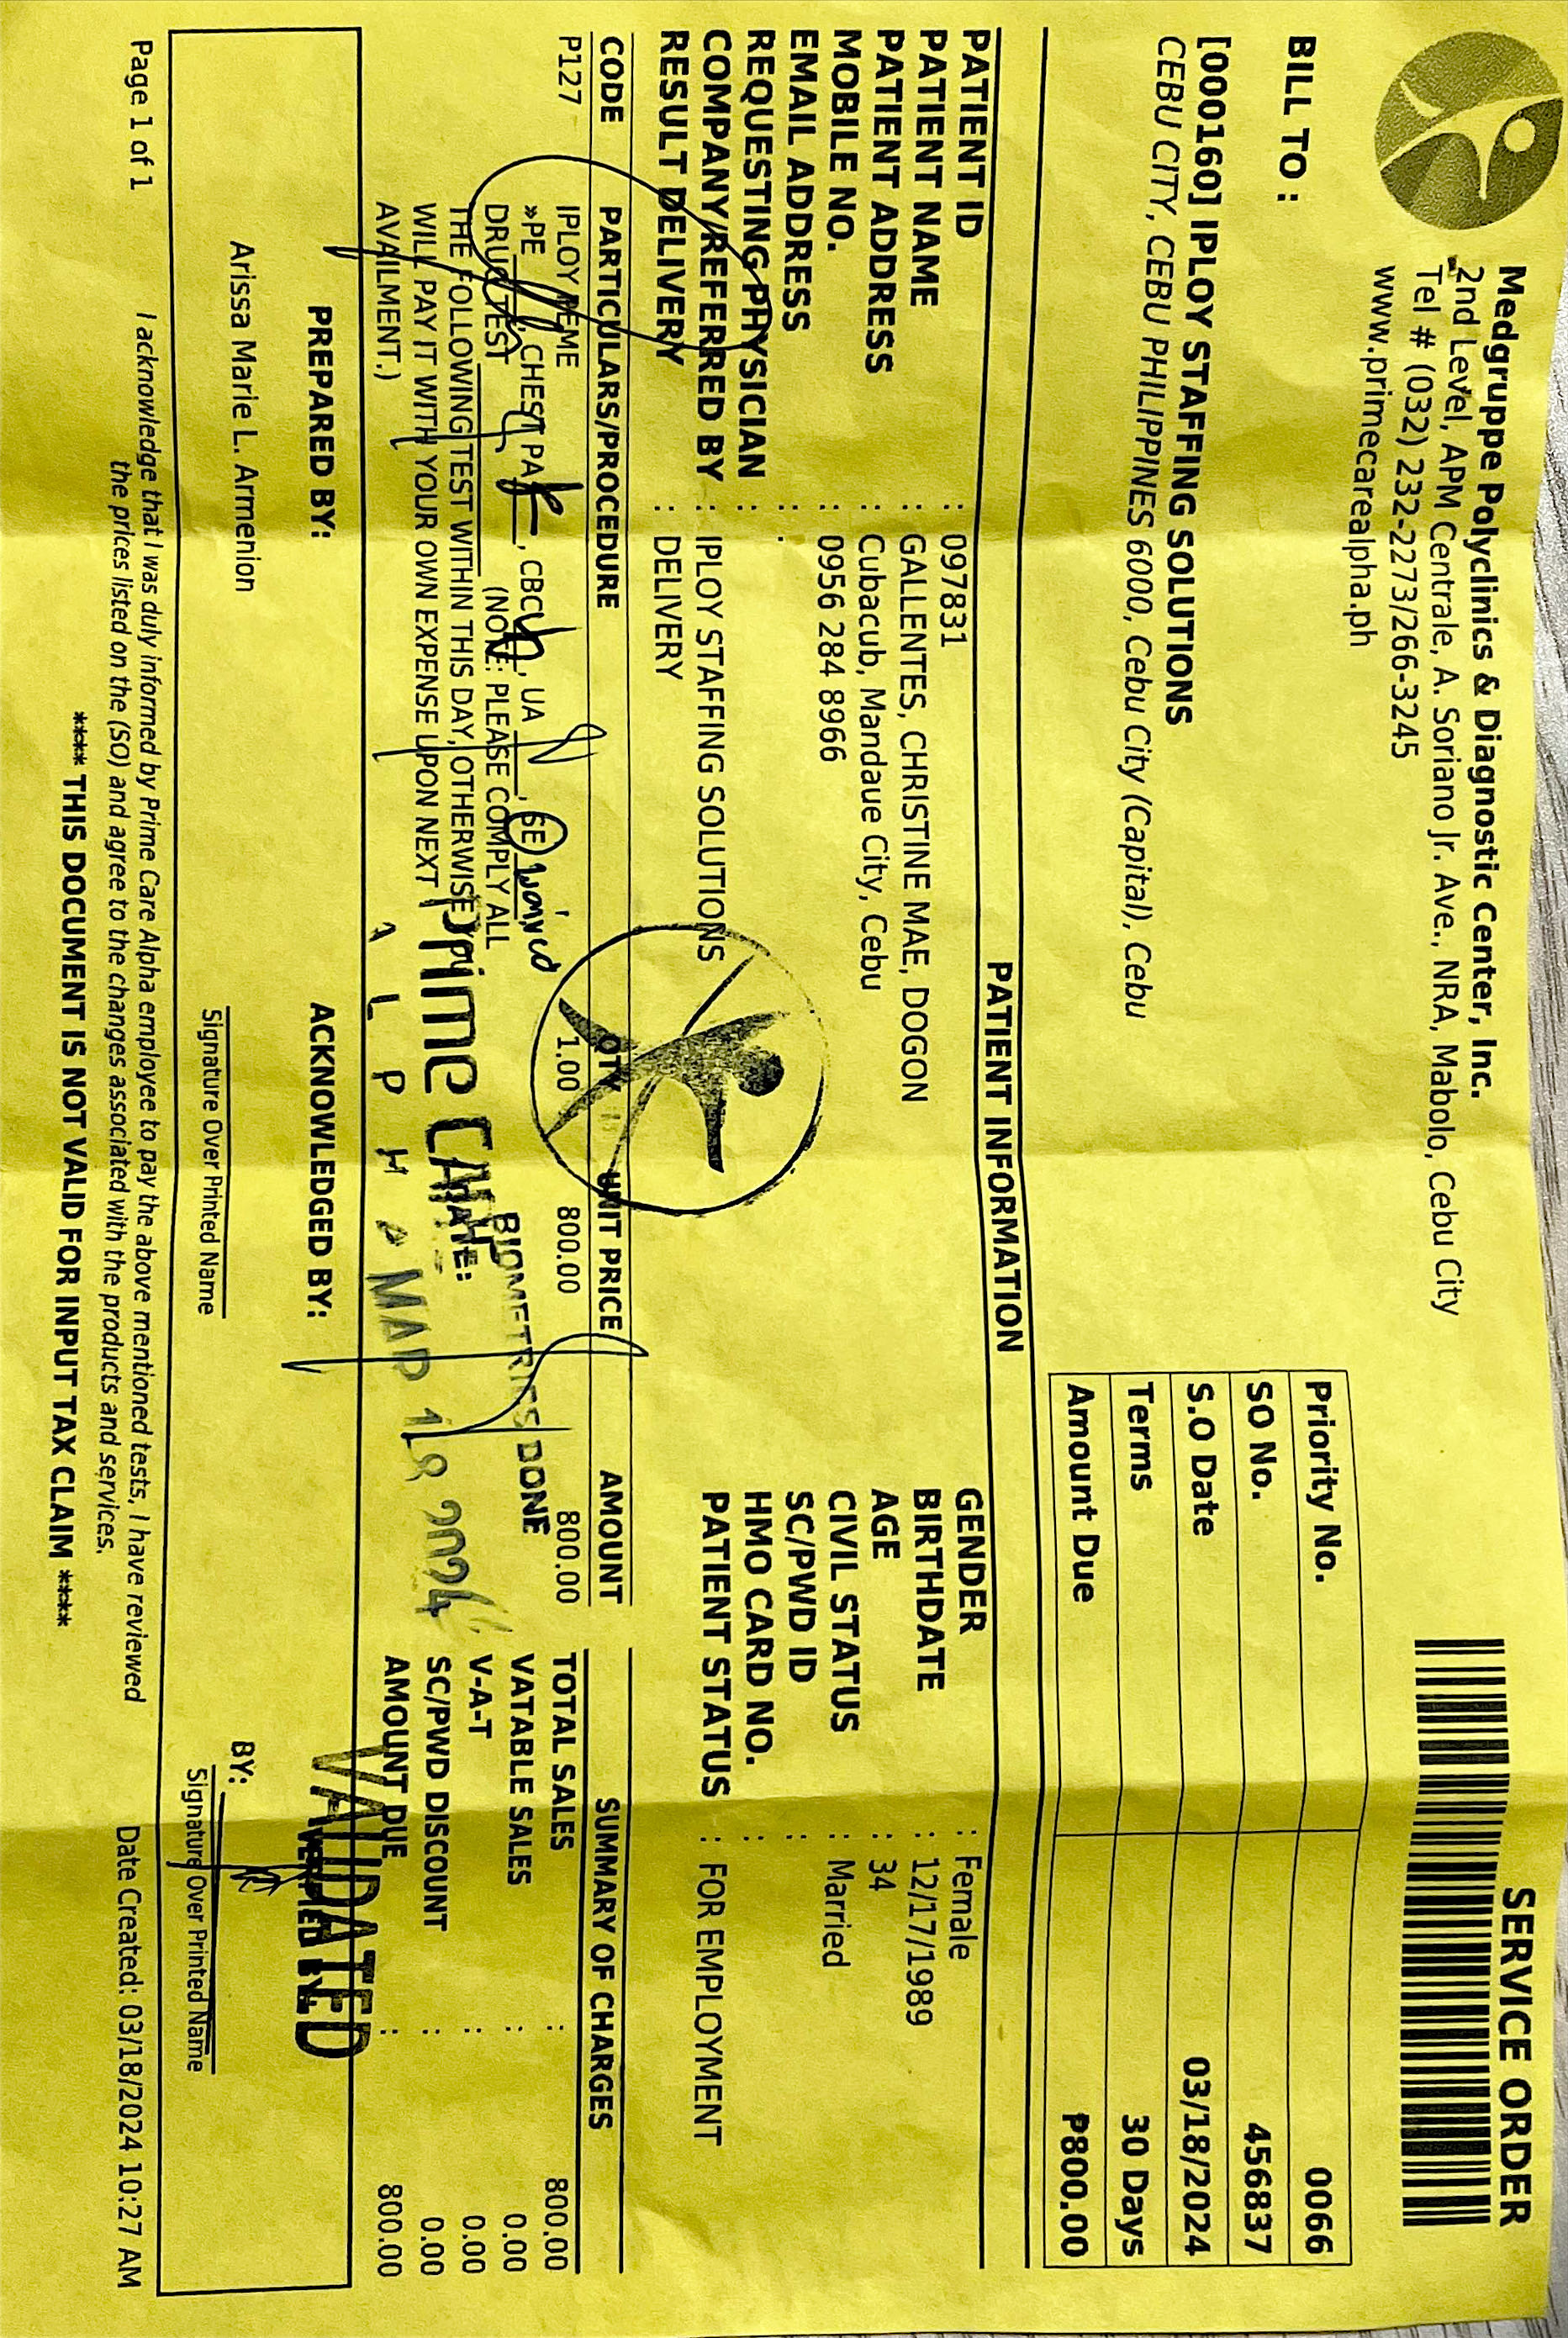 Medgruppe Polyclinics & Diagnostic Center, Inc.
2nd Level, APM Centrale, A. Soriano Jr. Ave., NRA, Mabolo, Cebu City
Tel # (032) 232-2273/266-3245
www.primecarealpha.ph
SERVICE ORDER
BILL TO :
[000160] IPLOY STAFFING SOLUTIONS
CEBU CITY, CEBU PHILIPPINES 6000, Cebu City (Capital), Cebu
Priority No. 0066
SO No. 456837
S.O Date 03/18/2024
Terms 30 Days
Amount Due ₱800.00
PATIENT INFORMATION
PATIENT ID : 097831
PATIENT NAME : GALLENTES, CHRISTINE MAE, DOGON
PATIENT ADDRESS : Cubacub, Mandaue City, Cebu
MOBILE NO. : 0956 284 8966
EMAIL ADDRESS : .
REQUESTING PHYSICIAN :
COMPANY/REFERRED BY : IPLOY STAFFING SOLUTIONS
RESULT DELIVERY : DELIVERY
GENDER : Female
BIRTHDATE : 12/17/1989
AGE : 34
CIVIL STATUS : Married
SC/PWD ID :
HMO CARD NO. :
PATIENT STATUS : FOR EMPLOYMENT
CODE PARTICULARS/PROCEDURE QTY UNIT PRICE AMOUNT
P127 IPLOY PEME 1.00 800.00 800.00
»PE, CHEST PA, CBC, UA, SE waived
DRUG TEST (NOTE: PLEASE COMPLY ALL
THE FOLLOWING TEST WITHIN THIS DAY, OTHERWISE
WILL PAY IT WITH YOUR OWN EXPENSE UPON NEXT
AVAILMENT.)
Prime CARE
ALPHA
BIOMETRICS DONE
DATE:
MAR 18 2024
SUMMARY OF CHARGES
TOTAL SALES : 800.00
VATABLE SALES : 0.00
V-A-T : 0.00
SC/PWD DISCOUNT : 0.00
AMOUNT DUE : 800.00
PREPARED BY: ACKNOWLEDGED BY: VERIFIED BY:
VALIDATED
BY:
Arissa Marie L. Armenion
Signature Over Printed Name
Signature Over Printed Name
I acknowledge that I was duly informed by Prime Care Alpha employee to pay the above mentioned tests, I have reviewed
the prices listed on the (SO) and agree to the changes associated with the products and services.
Page 1 of 1
Date Created: 03/18/2024 10:27 AM
**** THIS DOCUMENT IS NOT VALID FOR INPUT TAX CLAIM ****